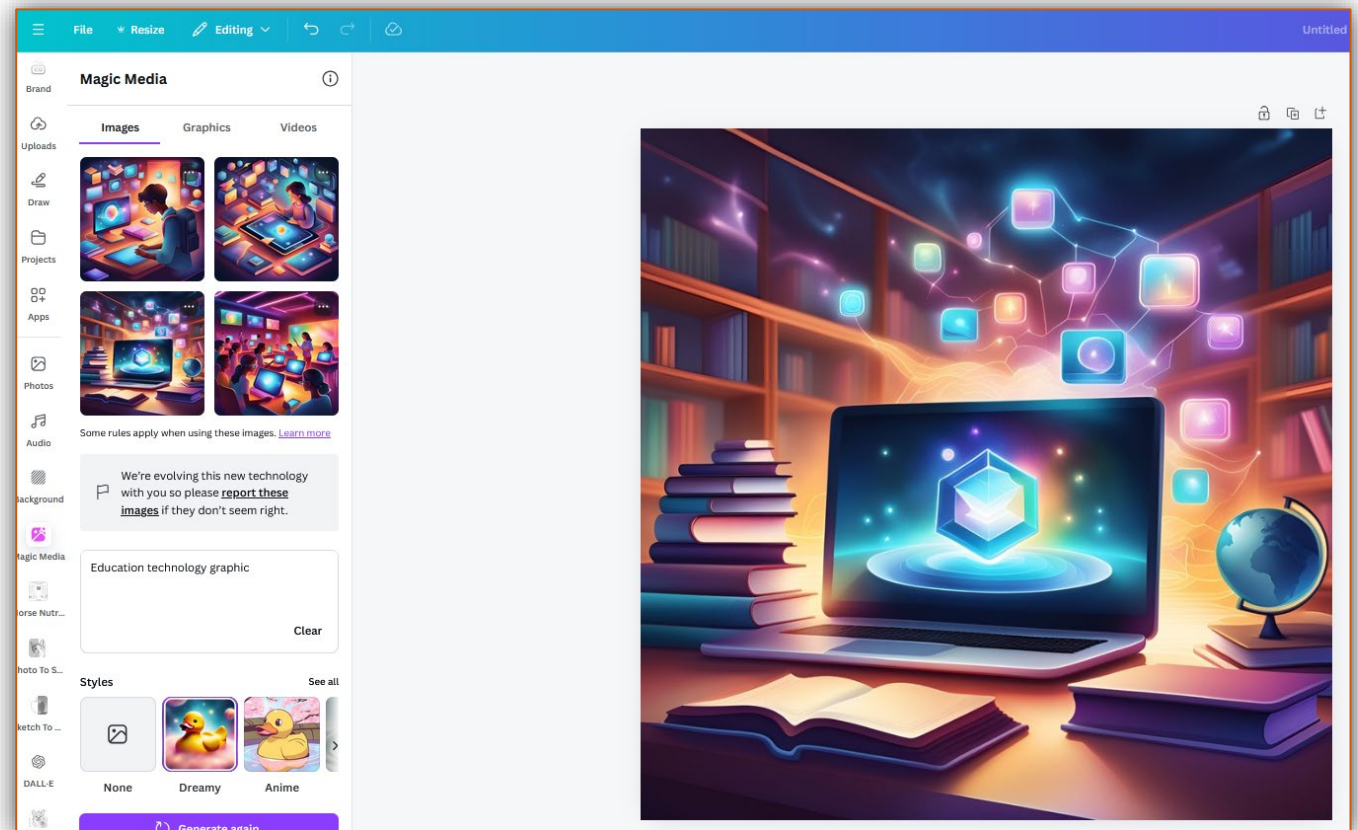 File
Resize
Editing
Untitled
Brand
Uploads
Draw
Projects
Apps
Photos
Audio
Background
Magic Media
DALL·E
Magic Media
Images
Graphics
Videos
Some rules apply when using these images. Learn more
We're evolving this new technology
with you so please report these
images if they don't seem right.
Education technology graphic
Clear
Styles
See all
None
Dreamy
Anime
Generate again